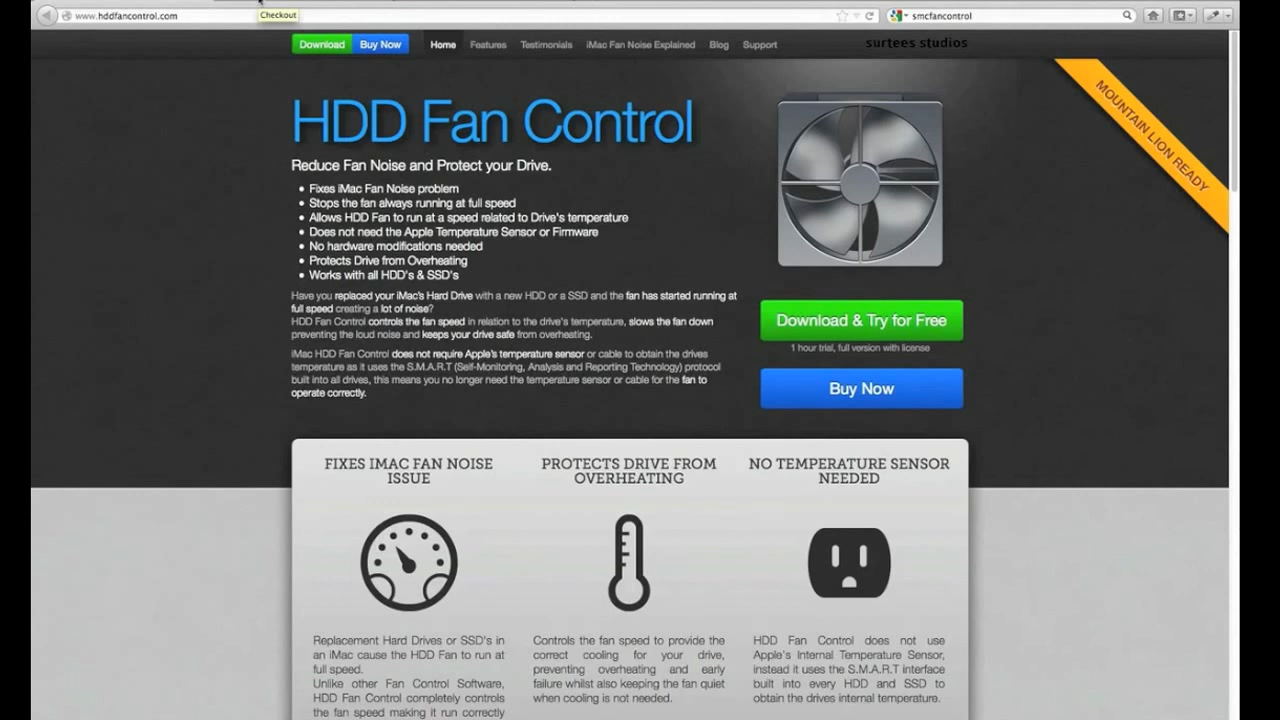 www.hddfancontrol.com
Checkout
smcfancontrol
Download
Buy Now
Home
Features
Testimonials
iMac Fan Noise Explained
Blog
Support
surtees studios
MOUNTAIN LION READY
HDD Fan Control
Reduce Fan Noise and Protect your Drive.
Fixes iMac Fan Noise problem
Stops the fan always running at full speed
Allows HDD Fan to run at a speed related to Drive's temperature
Does not need the Apple Temperature Sensor or Firmware
No hardware modifications needed
Protects Drive from Overheating
Works with all HDD's & SSD's
Have you replaced your iMac's Hard Drive with a new HDD or a SSD and the fan has started running at
full speed creating a lot of noise?
HDD Fan Control controls the fan speed in relation to the drive's temperature, slows the fan down
preventing the loud noise and keeps your drive safe from overheating.
iMac HDD Fan Control does not require Apple's temperature sensor or cable to obtain the drives
temperature as it uses the S.M.A.R.T (Self-Monitoring, Analysis and Reporting Technology) protocol
built into all drives, this means you no longer need the temperature sensor or cable for the fan to
operate correctly.
Download & Try for Free
1 hour trial, full version with license
Buy Now
FIXES IMAC FAN NOISE
ISSUE
Replacement Hard Drives or SSD's in
an iMac cause the HDD Fan to run at
full speed.
Unlike other Fan Control Software,
HDD Fan Control completely controls
the fan speed making it run correctly
PROTECTS DRIVE FROM
OVERHEATING
Controls the fan speed to provide the
correct cooling for your drive,
preventing overheating and early
failure whilst also keeping the fan quiet
when cooling is not needed.
NO TEMPERATURE SENSOR
NEEDED
HDD Fan Control does not use
Apple's Internal Temperature Sensor,
instead it uses the S.M.A.R.T interface
built into every HDD and SSD to
obtain the drives internal temperature.